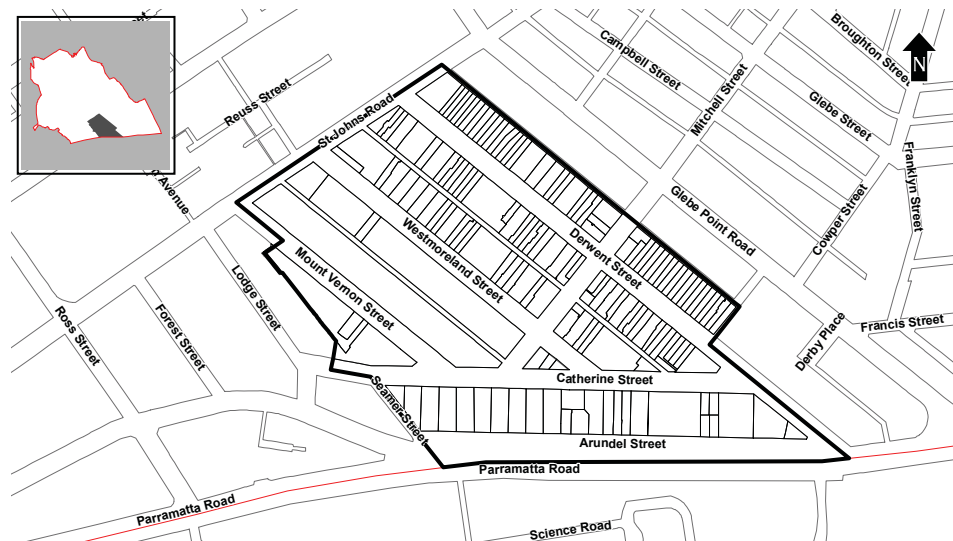 Broughton Street
Campbell Street
N
Mitchell Street
Glebe Street
Reuss Street
St Johns Road
Franklyn Street
Avenue
Glebe Point Road
Cowper Street
Derwent Street
Westmoreland Street
Mount Vernon Street
Lodge Street
Ross Street
Forest Street
Francis Street
Derby Place
Catherine Street
Seamer Street
Arundel Street
Parramatta Road
Parramatta Road
Science Road